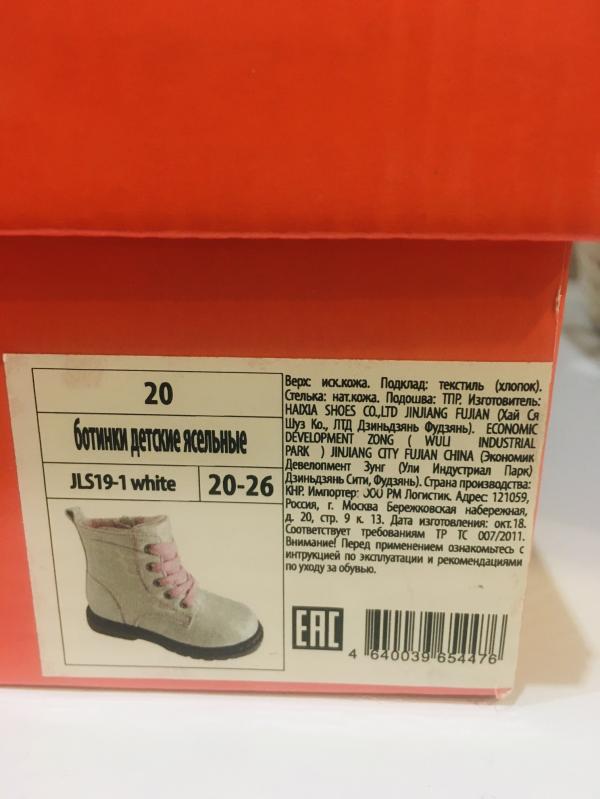 20
ботинки детские ясельные
JLS19-1 white
20-26
Верх: иск.кожа. Подклад: текстиль (хлопок).
Стелька: нат.кожа. Подошва: ТПР. Изготовитель:
HAIXIA SHOES CO.,LTD JINJIANG FUJIAN (Хай Ся
Шуз Ко., ЛТД Дзиньдзянь Фудзянь). ECONOMIC
DEVELOPMENT ZONG ( WULI INDUSTRIAL
PARK ) JINJIANG CITY FUJIAN CHINA (Экономик
Девелопмент Зунг (Ули Индустриал Парк)
Дзиньдзянь Сити, Фудзянь). Страна производства:
КНР. Импортер: ООО РМ Логистик. Адрес: 121059,
Россия, г. Москва Бережковская набережная,
д. 20, стр. 9 к. 13. Дата изготовления: окт.18.
Соответствует требованиям ТР ТС 007/2011.
Внимание! Перед применением ознакомьтесь с
интрукцией по эксплуатации и рекомендациями
по уходу за обувью.
ЕАС
4 640039 654476